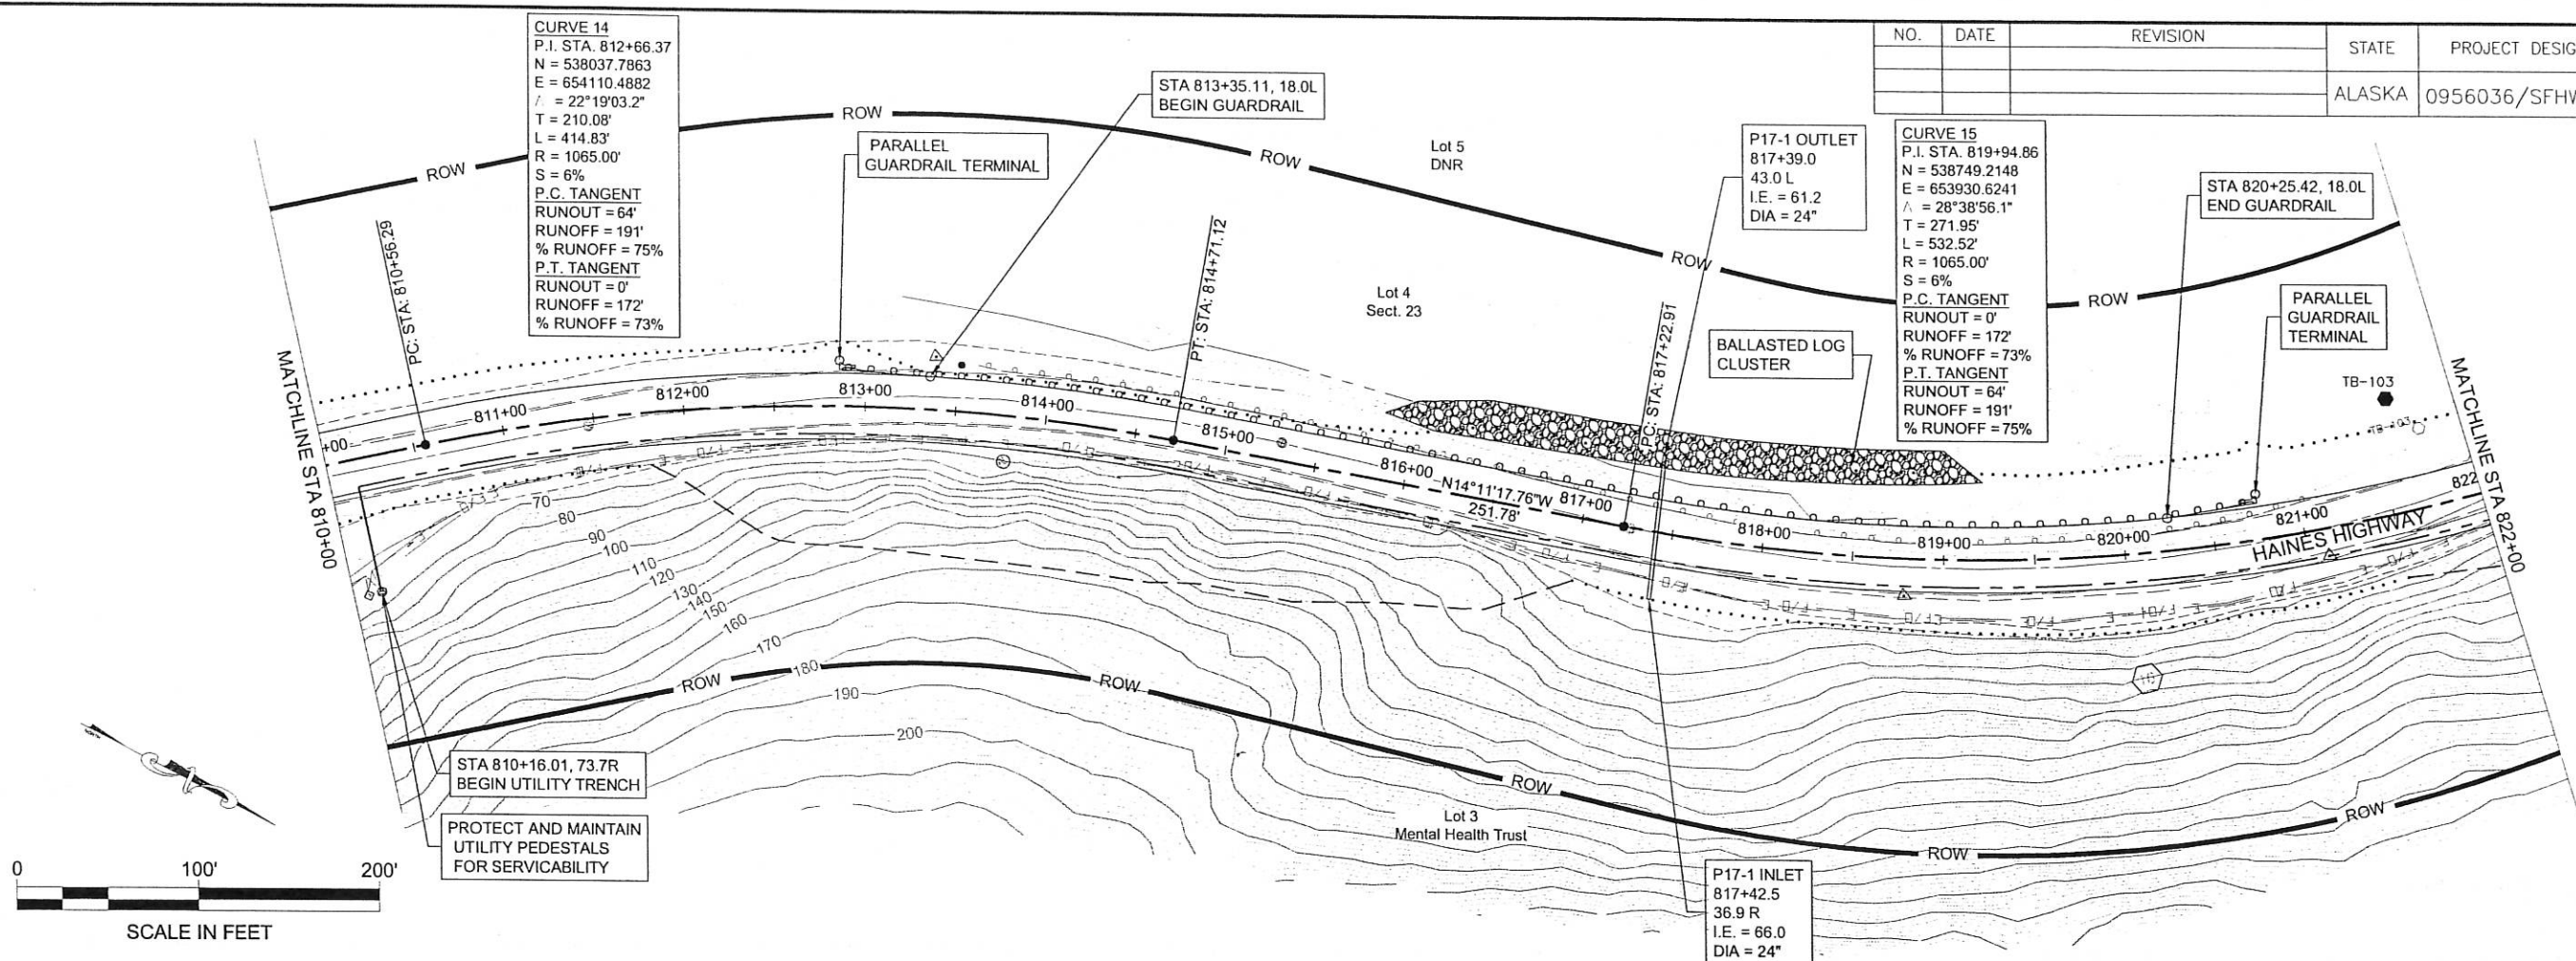 CURVE 14
P.I. STA. 812+66.37
N = 538037.7863
E = 654110.4882
= 22°19'03.2"
T = 210.08'
L = 414.83'
R = 1065.00'
S = 6%
P.C. TANGENT
RUNOUT = 64'
RUNOFF = 191'
% RUNOFF = 75%
P.T. TANGENT
RUNOUT = 0'
RUNOFF = 172'
% RUNOFF = 73%
NO. DATE REVISION STATE PROJECT DESIG
ALASKA 0956036/SFHW
STA 813+35.11, 18.0L
BEGIN GUARDRAIL
PARALLEL
GUARDRAIL TERMINAL
ROW
ROW
ROW
ROW
ROW
Lot 5
DNR
Lot 4
Sect. 23
P17-1 OUTLET
817+39.0
43.0 L
I.E. = 61.2
DIA = 24"
CURVE 15
P.I. STA. 819+94.86
N = 538749.2148
E = 653930.6241
= 28°38'56.1"
T = 271.95'
L = 532.52'
R = 1065.00'
S = 6%
P.C. TANGENT
RUNOUT = 0'
RUNOFF = 172'
% RUNOFF = 73%
P.T. TANGENT
RUNOUT = 64'
RUNOFF = 191'
% RUNOFF = 75%
STA 820+25.42, 18.0L
END GUARDRAIL
PARALLEL
GUARDRAIL
TERMINAL
BALLASTED LOG
CLUSTER
PC: STA: 810+56.29
PT: STA: 814+71.12
PC: STA: 817+22.91
TB-103
TB-103
MATCHLINE STA 810+00
MATCHLINE STA 822+00
+00
811+00
812+00
813+00
814+00
815+00
816+00
N14°11'17.76"W
251.78'
817+00
818+00
819+00
820+00
821+00
822
HAINES HIGHWAY
70
80
90
100
110
120
130
140
150
160
170
180
190
200
ROW
ROW
ROW
ROW
ROW
STA 810+16.01, 73.7R
BEGIN UTILITY TRENCH
PROTECT AND MAINTAIN
UTILITY PEDESTALS
FOR SERVICABILITY
Lot 3
Mental Health Trust
P17-1 INLET
817+42.5
36.9 R
I.E. = 66.0
DIA = 24"
0 100' 200'
SCALE IN FEET